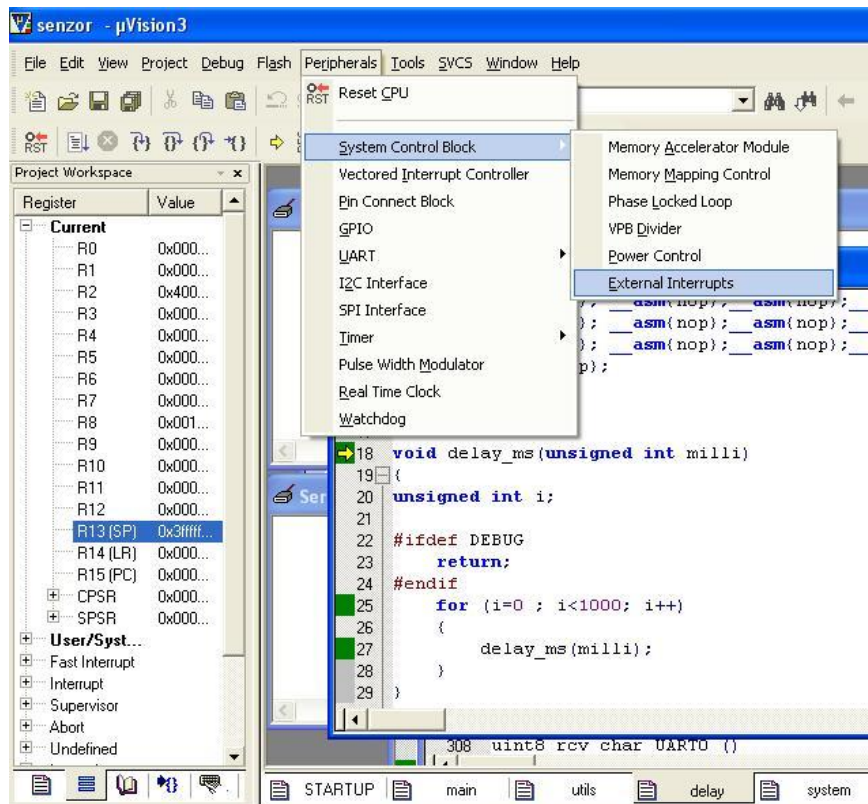 senzor - µVision3
File Edit View Project Debug Flash Peripherals Tools SVCS Window Help
RST Reset CPU
RST
System Control Block
Vectored Interrupt Controller
Pin Connect Block
GPIO
UART
I2C Interface
SPI Interface
Timer
Pulse Width Modulator
Real Time Clock
Watchdog
Memory Accelerator Module
Memory Mapping Control
Phase Locked Loop
VPB Divider
Power Control
External Interrupts
Project Workspace
Register Value
Current
R0 0x000...
R1 0x000...
R2 0x400...
R3 0x000...
R4 0x000...
R5 0x000...
R6 0x000...
R7 0x000...
R8 0x001...
R9 0x000...
R10 0x000...
R11 0x000...
R12 0x000...
R13 (SP) 0x3fffff...
R14 (LR) 0x000...
R15 (PC) 0x000...
CPSR 0x000...
SPSR 0x000...
User/Syst...
Fast Interrupt
Interrupt
Supervisor
Abort
Undefined
Ser
}; __asm{nop};__asm{nop};
}; __asm{nop};__asm{nop};
}; __asm{nop};__asm{nop};
p};
18 void delay_ms(unsigned int milli)
19 {
20 unsigned int i;
21
22 #ifdef DEBUG
23 return;
24 #endif
25 for (i=0 ; i<1000; i++)
26 {
27 delay_ms(milli);
28 }
29 }
308 uint8 rcv char UART0 ()
STARTUP main utils delay system